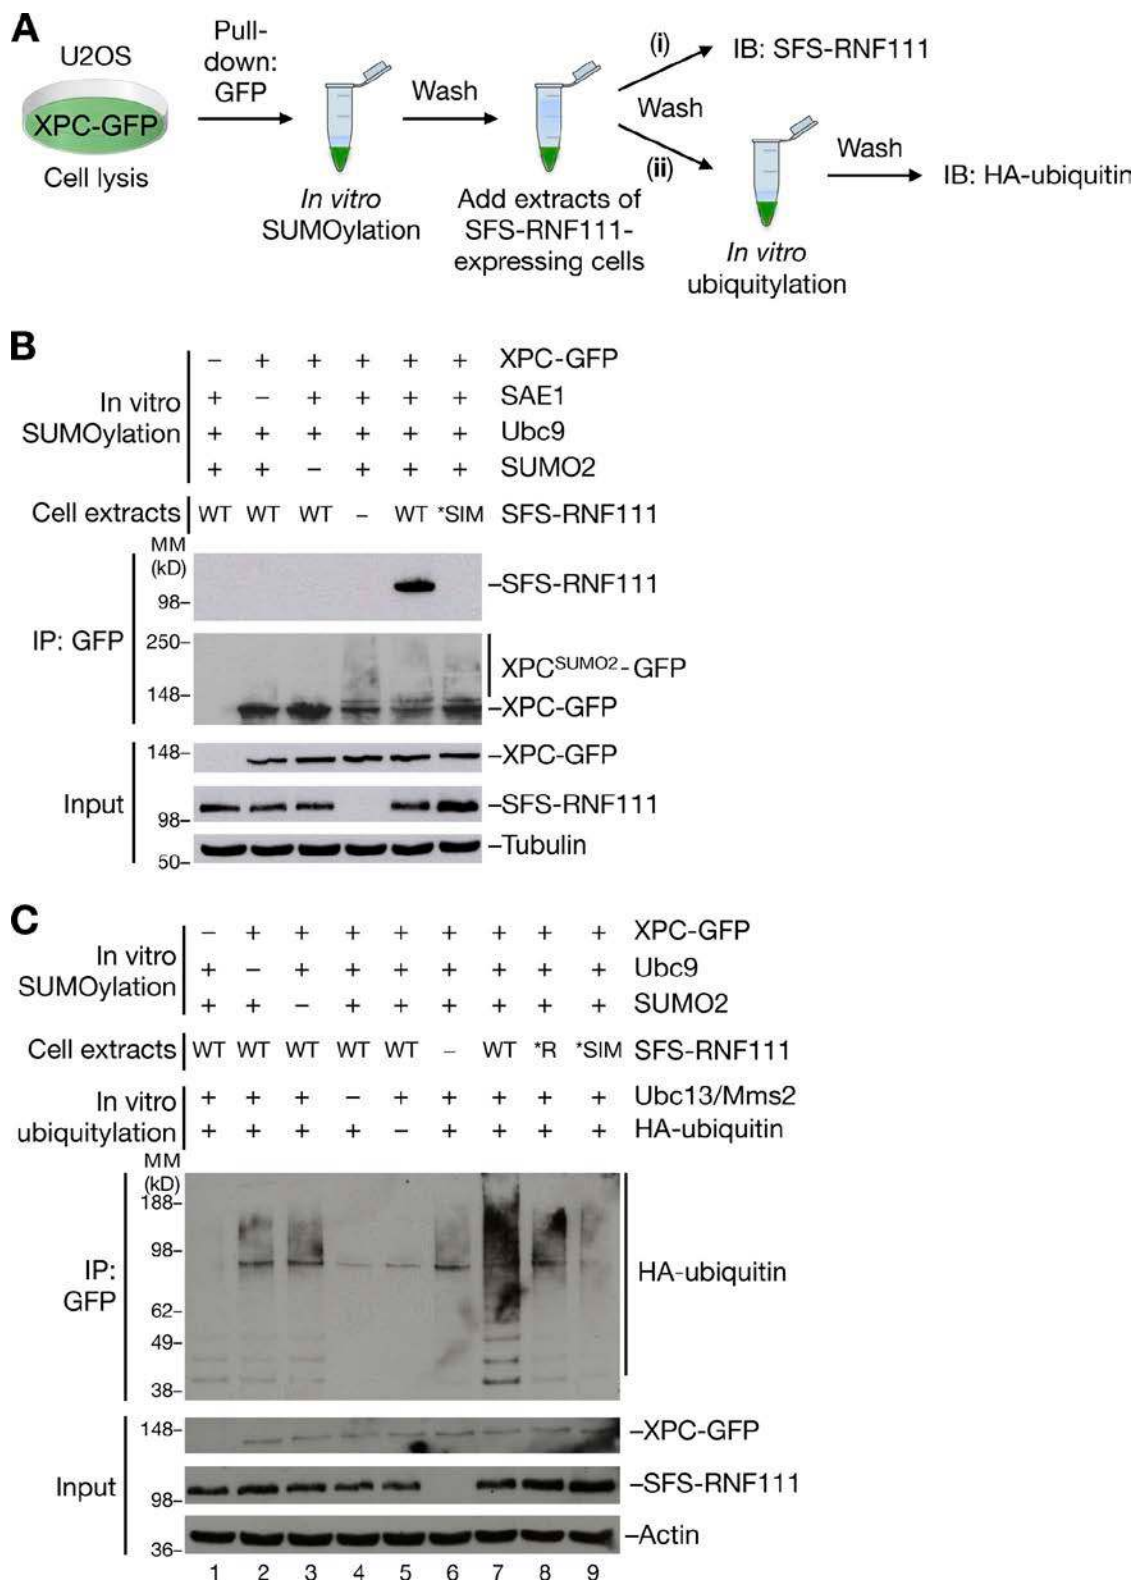 A
U2OS
XPC-GFP
Cell lysis
Pull-
down:
GFP
In vitro
SUMOylation
Wash
Add extracts of
SFS-RNF111-
expressing cells
(i)
Wash
(ii)
IB: SFS-RNF111
In vitro
ubiquitylation
Wash
IB: HA-ubiquitin
B
In vitro
SUMOylation
– + + + + + XPC-GFP
+ – + + + + SAE1
+ + + + + + Ubc9
+ + – + + + SUMO2
Cell extracts WT WT WT – WT *SIM SFS-RNF111
MM
(kD)
IP: GFP
98–
–SFS-RNF111
250–
148–
XPCSUMO2-GFP
–XPC-GFP
Input
148–
–XPC-GFP
98–
–SFS-RNF111
50–
–Tubulin
C
In vitro
SUMOylation
– + + + + + + + + XPC-GFP
+ – + + + + + + + Ubc9
+ + – + + + + + + SUMO2
Cell extracts WT WT WT WT WT – WT *R *SIM SFS-RNF111
In vitro
ubiquitylation
+ + + – + + + + + Ubc13/Mms2
+ + + + – + + + + HA-ubiquitin
MM
(kD)
IP:
GFP
188–
98–
62–
49–
38–
HA-ubiquitin
Input
148–
–XPC-GFP
98–
–SFS-RNF111
36–
–Actin
1 2 3 4 5 6 7 8 9